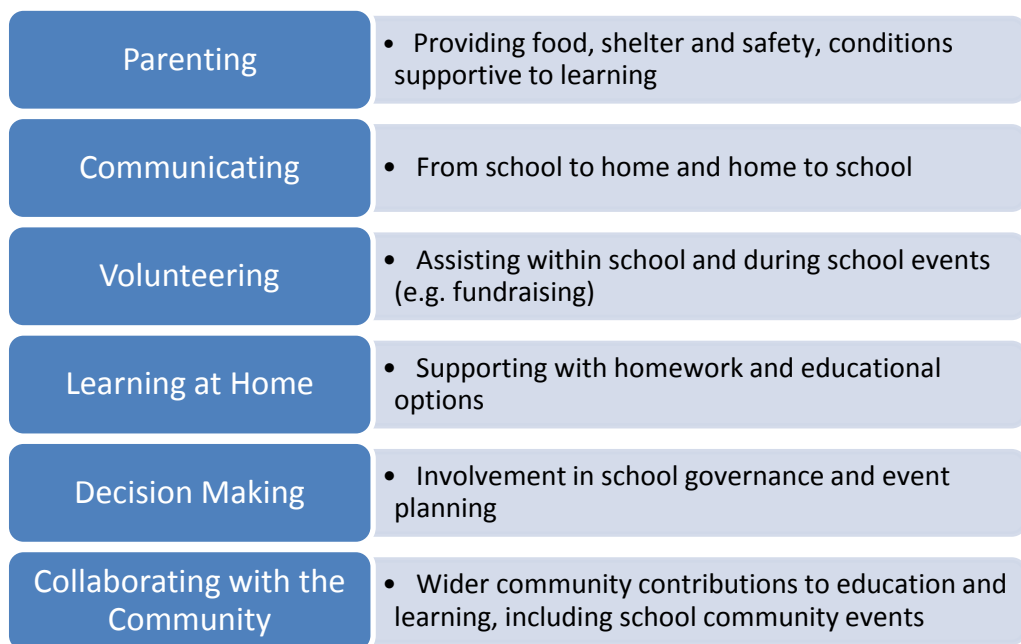 Parenting
• Providing food, shelter and safety, conditions
supportive to learning
Communicating
• From school to home and home to school
Volunteering
• Assisting within school and during school events
(e.g. fundraising)
Learning at Home
• Supporting with homework and educational
options
Decision Making
• Involvement in school governance and event
planning
Collaborating with the
Community
• Wider community contributions to education and
learning, including school community events